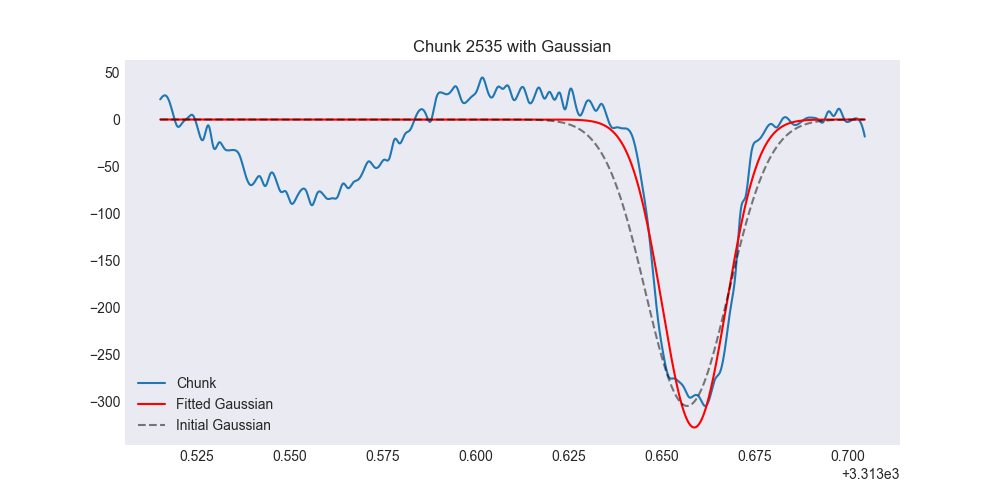 Chunk 2535 with Gaussian
50
0
−50
−100
−150
−200
−250
−300
Chunk
Fitted Gaussian
Initial Gaussian
0.525 0.550 0.575 0.600 0.625 0.650 0.675 0.700
+3.313e3